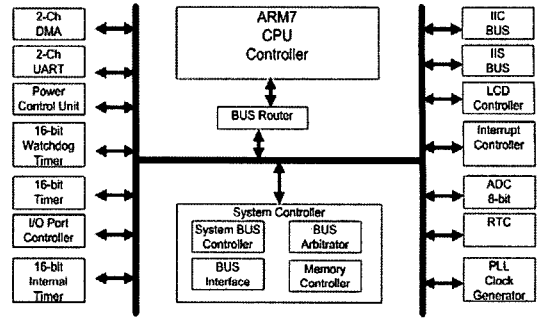 2-Ch
DMA
2-Ch
UART
Power
Control Unit
16-bit
Watchdog
Timer
16-bit
Timer
I/O Port
Controller
16-bit
Internal
Timer
ARM7
CPU
Controller
BUS Router
System Controller
System BUS
Controller
BUS
Arbitrator
BUS
Interface
Memory
Controller
IIC
BUS
IIS
BUS
LCD
Controller
Interrupt
Controller
ADC
8-bit
RTC
PLL
Clock
Generator